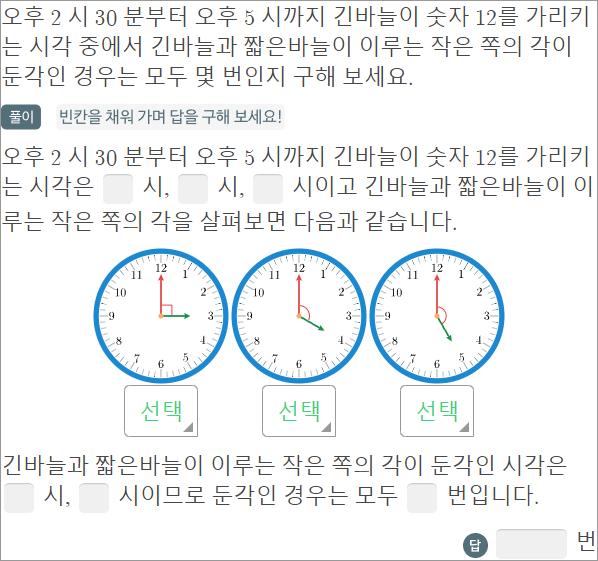 오후 2 시 30 분부터 오후 5 시까지 긴바늘이 숫자 12를 가리키
는 시각 중에서 긴바늘과 짧은바늘이 이루는 작은 쪽의 각이
둔각인 경우는 모두 몇 번인지 구해 보세요.
풀이 빈칸을 채워 가며 답을 구해 보세요!
오후 2 시 30 분부터 오후 5 시까지 긴바늘이 숫자 12를 가리키
는 시각은 시, 시, 시이고 긴바늘과 짧은바늘이 이
루는 작은 쪽의 각을 살펴보면 다음과 같습니다.
12 1 2 3 4 5 6 7 8 9 10 11
12 1 2 3 4 5 6 7 8 9 10 11
12 1 2 3 4 5 6 7 8 9 10 11
선택 선택 선택
긴바늘과 짧은바늘이 이루는 작은 쪽의 각이 둔각인 시각은
시, 시이므로 둔각인 경우는 모두 번입니다.
답 번